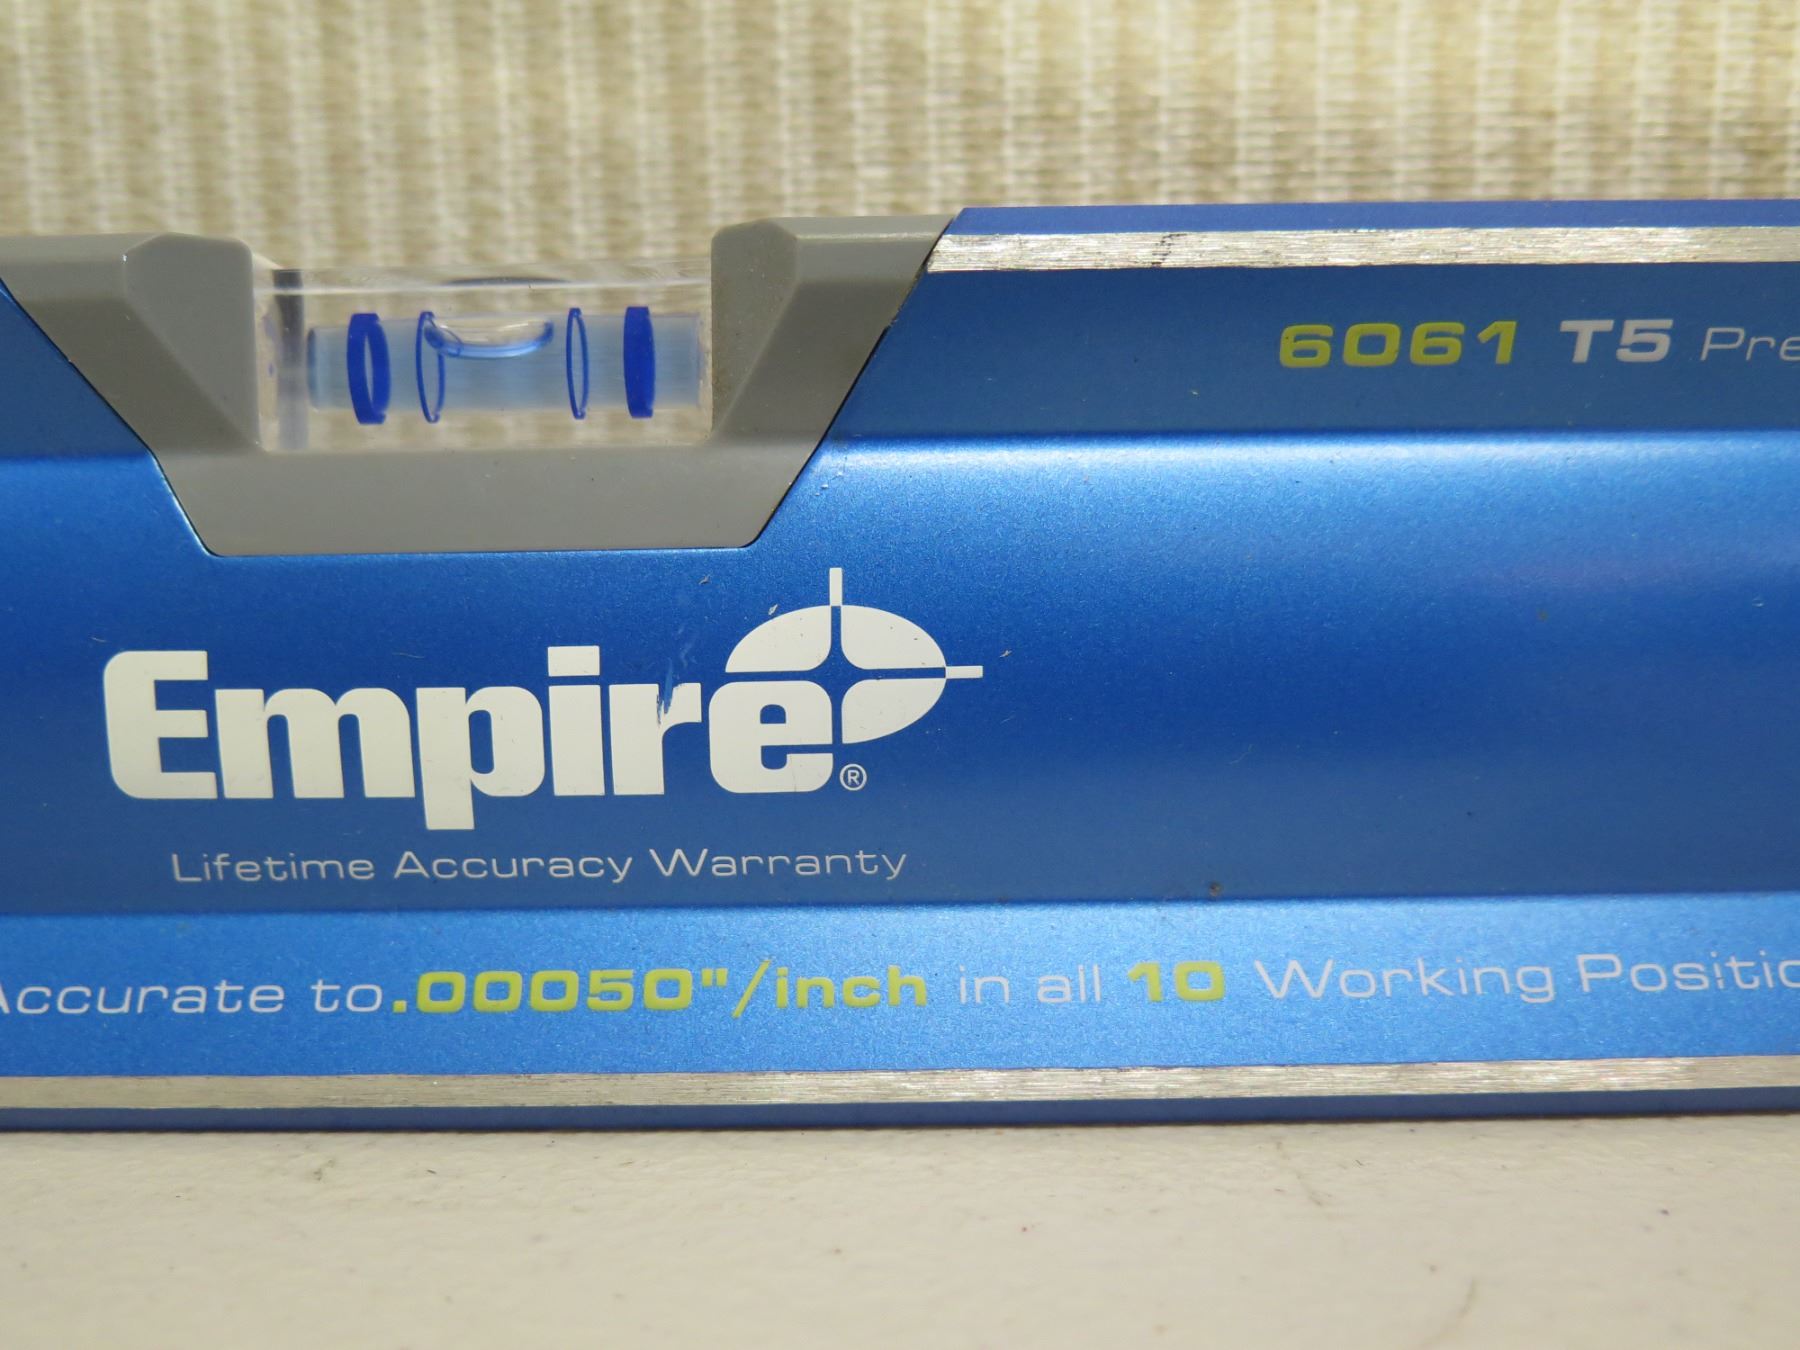 6061 T5 Pre
Empire®
Lifetime Accuracy Warranty
Accurate to .00050"/inch in all 10 Working Positio